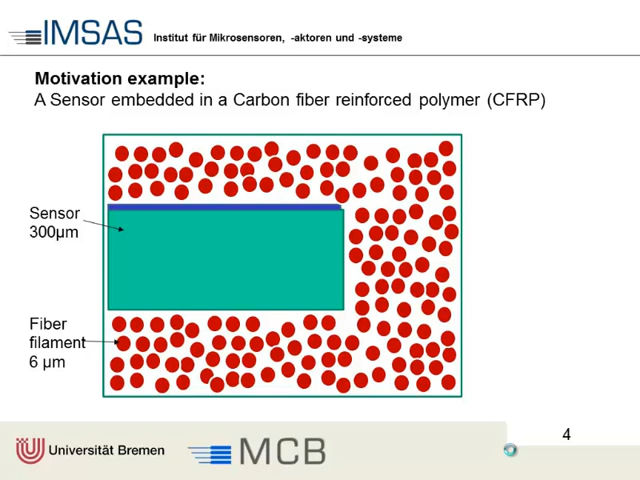 IMSAS Institut für Mikrosensoren, -aktoren und -systeme
Motivation example:
A Sensor embedded in a Carbon fiber reinforced polymer (CFRP)
Sensor
300µm
Fiber
filament
6 µm
4
Universität Bremen
MCB